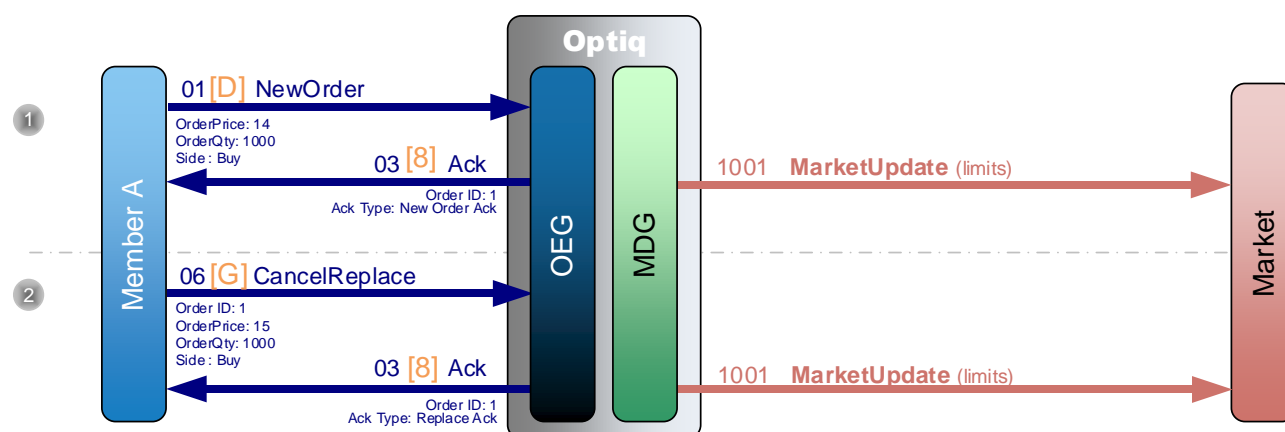 Optiq
1
Member A
01 [D] NewOrder
OrderPrice: 14
OrderQty: 1000
Side : Buy
03 [8] Ack
Order ID: 1
Ack Type: New Order Ack
OEG
MDG
1001 MarketUpdate (limits)
Market
2
06 [G] CancelReplace
Order ID: 1
OrderPrice: 15
OrderQty: 1000
Side : Buy
03 [8] Ack
Order ID: 1
Ack Type: Replace Ack
1001 MarketUpdate (limits)